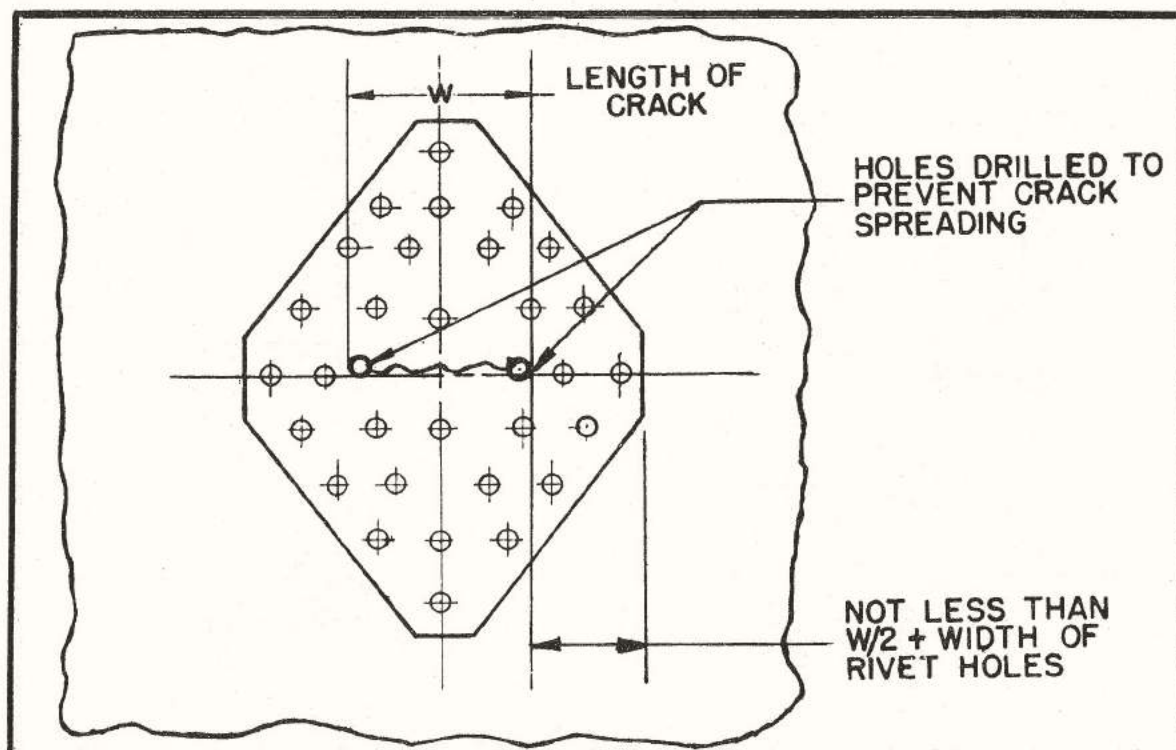 W
LENGTH OF
CRACK
HOLES DRILLED TO
PREVENT CRACK
SPREADING
NOT LESS THAN
W/2 + WIDTH OF
RIVET HOLES